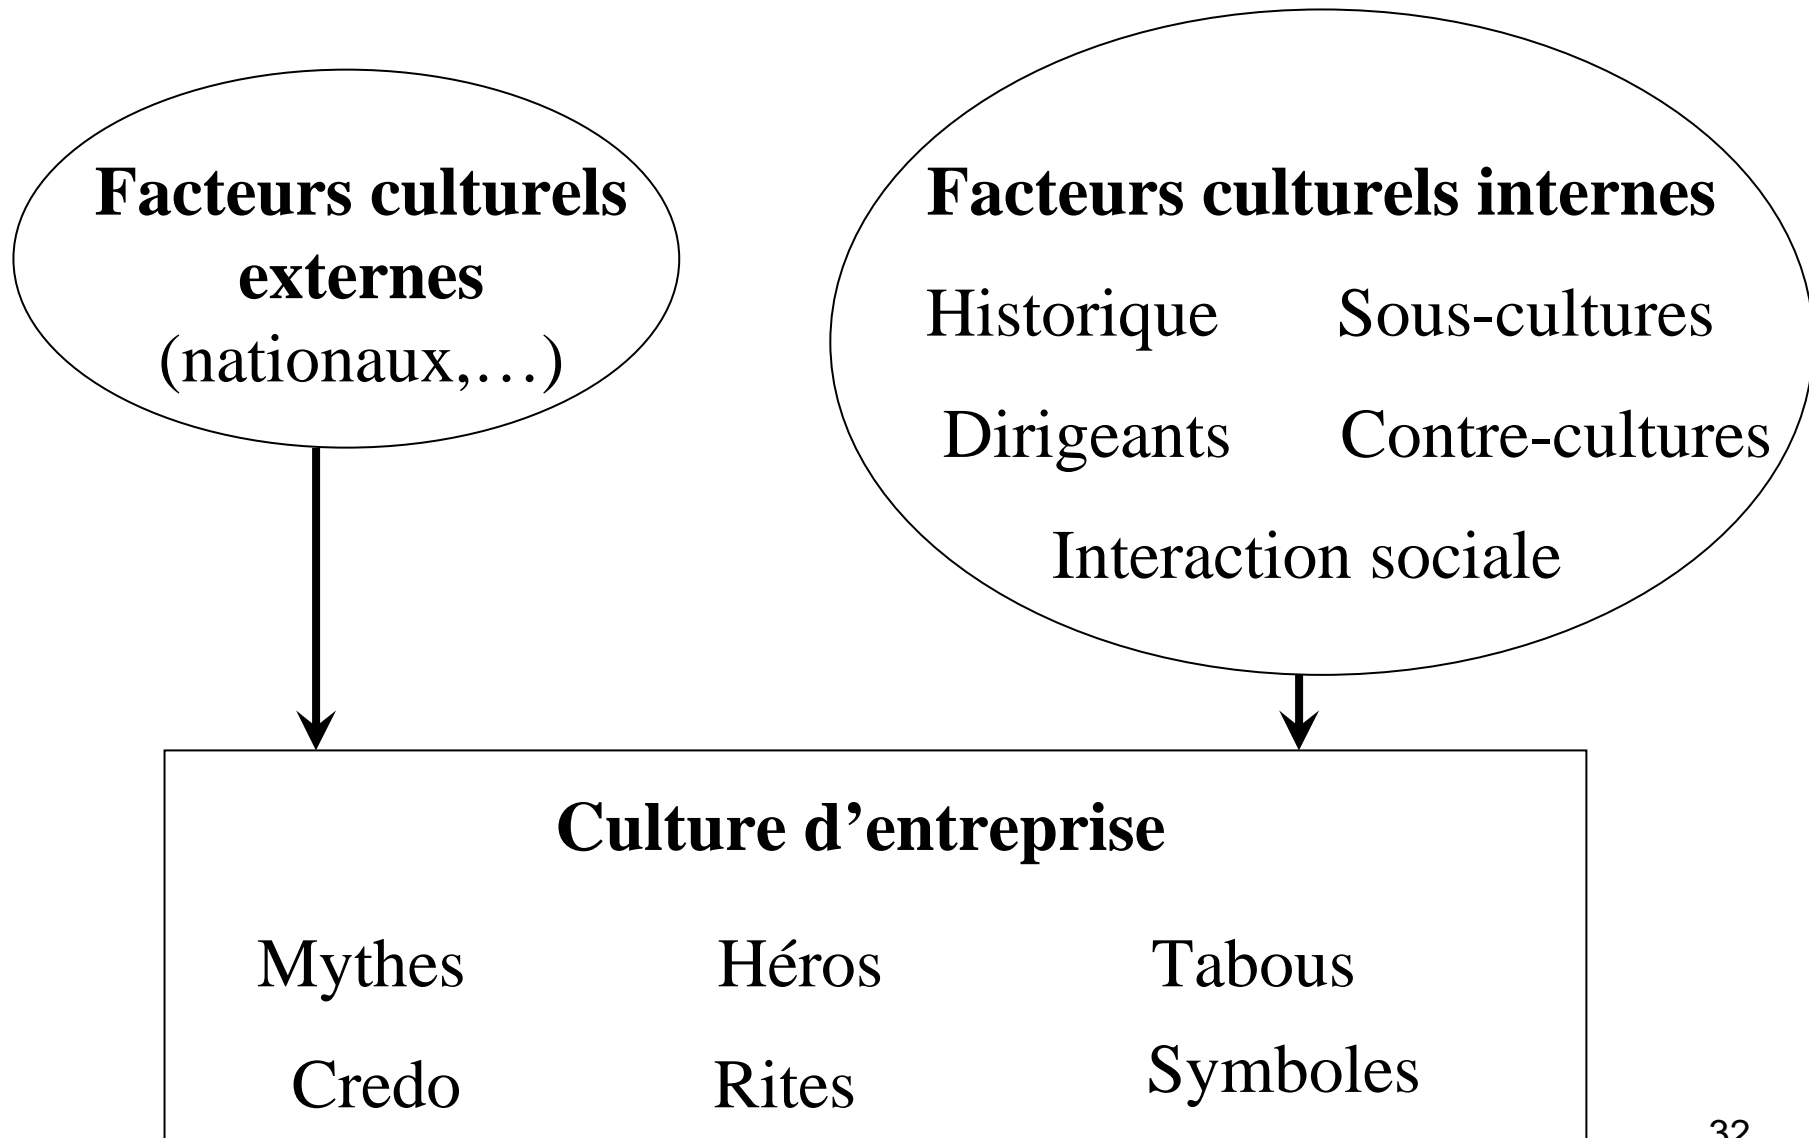 Facteurs culturels
externes
(nationaux,…)
Facteurs culturels internes
Historique Sous-cultures
Dirigeants Contre-cultures
Interaction sociale
Culture d’entreprise
Mythes Héros Tabous
Credo Rites Symboles
32